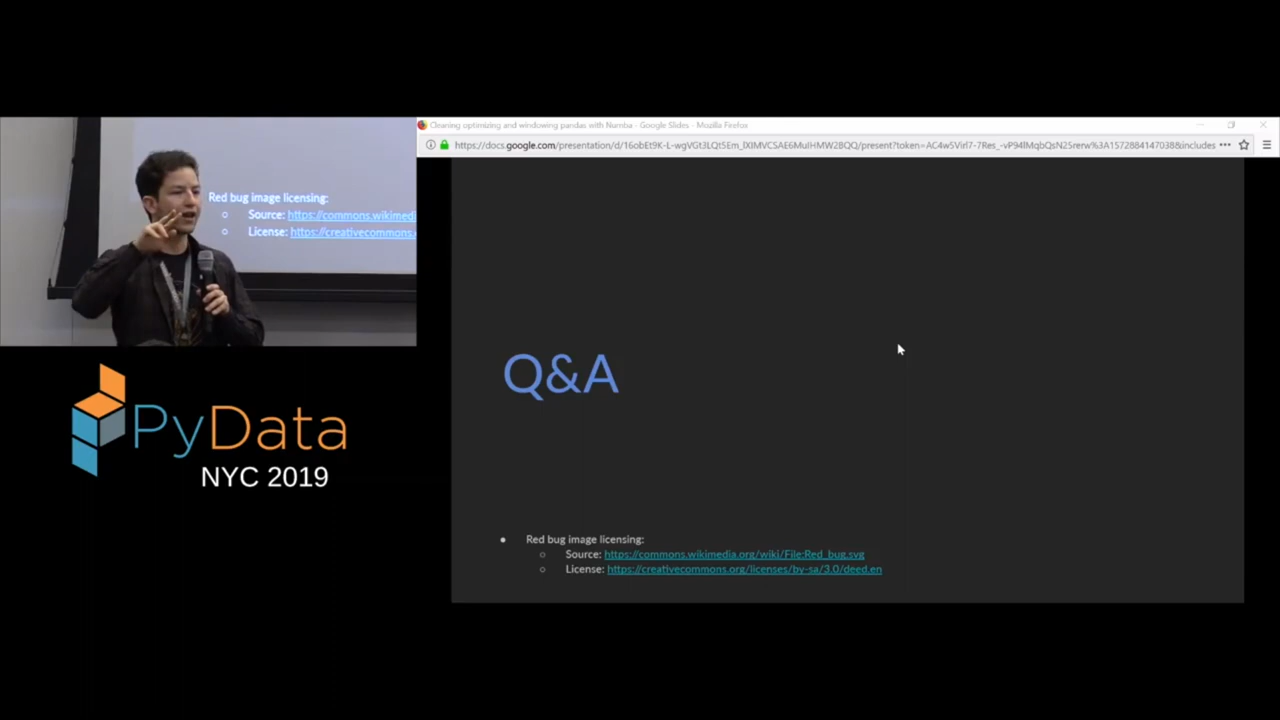 Cleaning optimizing and windowing pandas with Numba - Google Slides - Mozilla Firefox
Red bug image licensing:
Source: https://commons.wikimedi
License: https://creativecommons.
PyData
NYC 2019
Q&A
Red bug image licensing:
Source: https://commons.wikimedia.org/wiki/File:Red_bug.svg
License: https://creativecommons.org/licenses/by-sa/3.0/deed.en